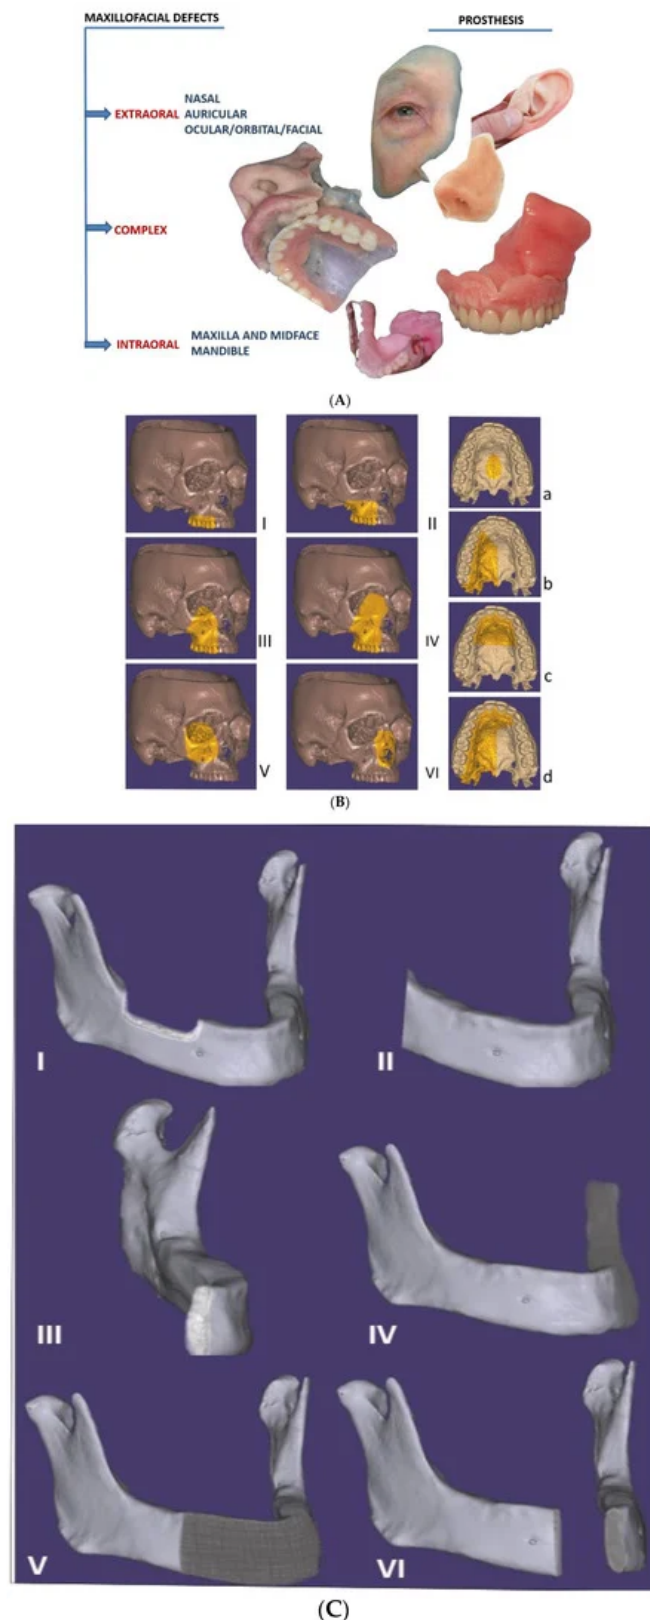 MAXILLOFACIAL DEFECTS
PROSTHESIS
EXTRAORAL
NASAL
AURICULAR
OCULAR/ORBITAL/FACIAL
COMPLEX
INTRAORAL
MAXILLA AND MIDFACE
MANDIBLE
(A)
I
II
a
b
III
IV
c
V
VI
d
(B)
I
II
III
IV
V
VI
(C)